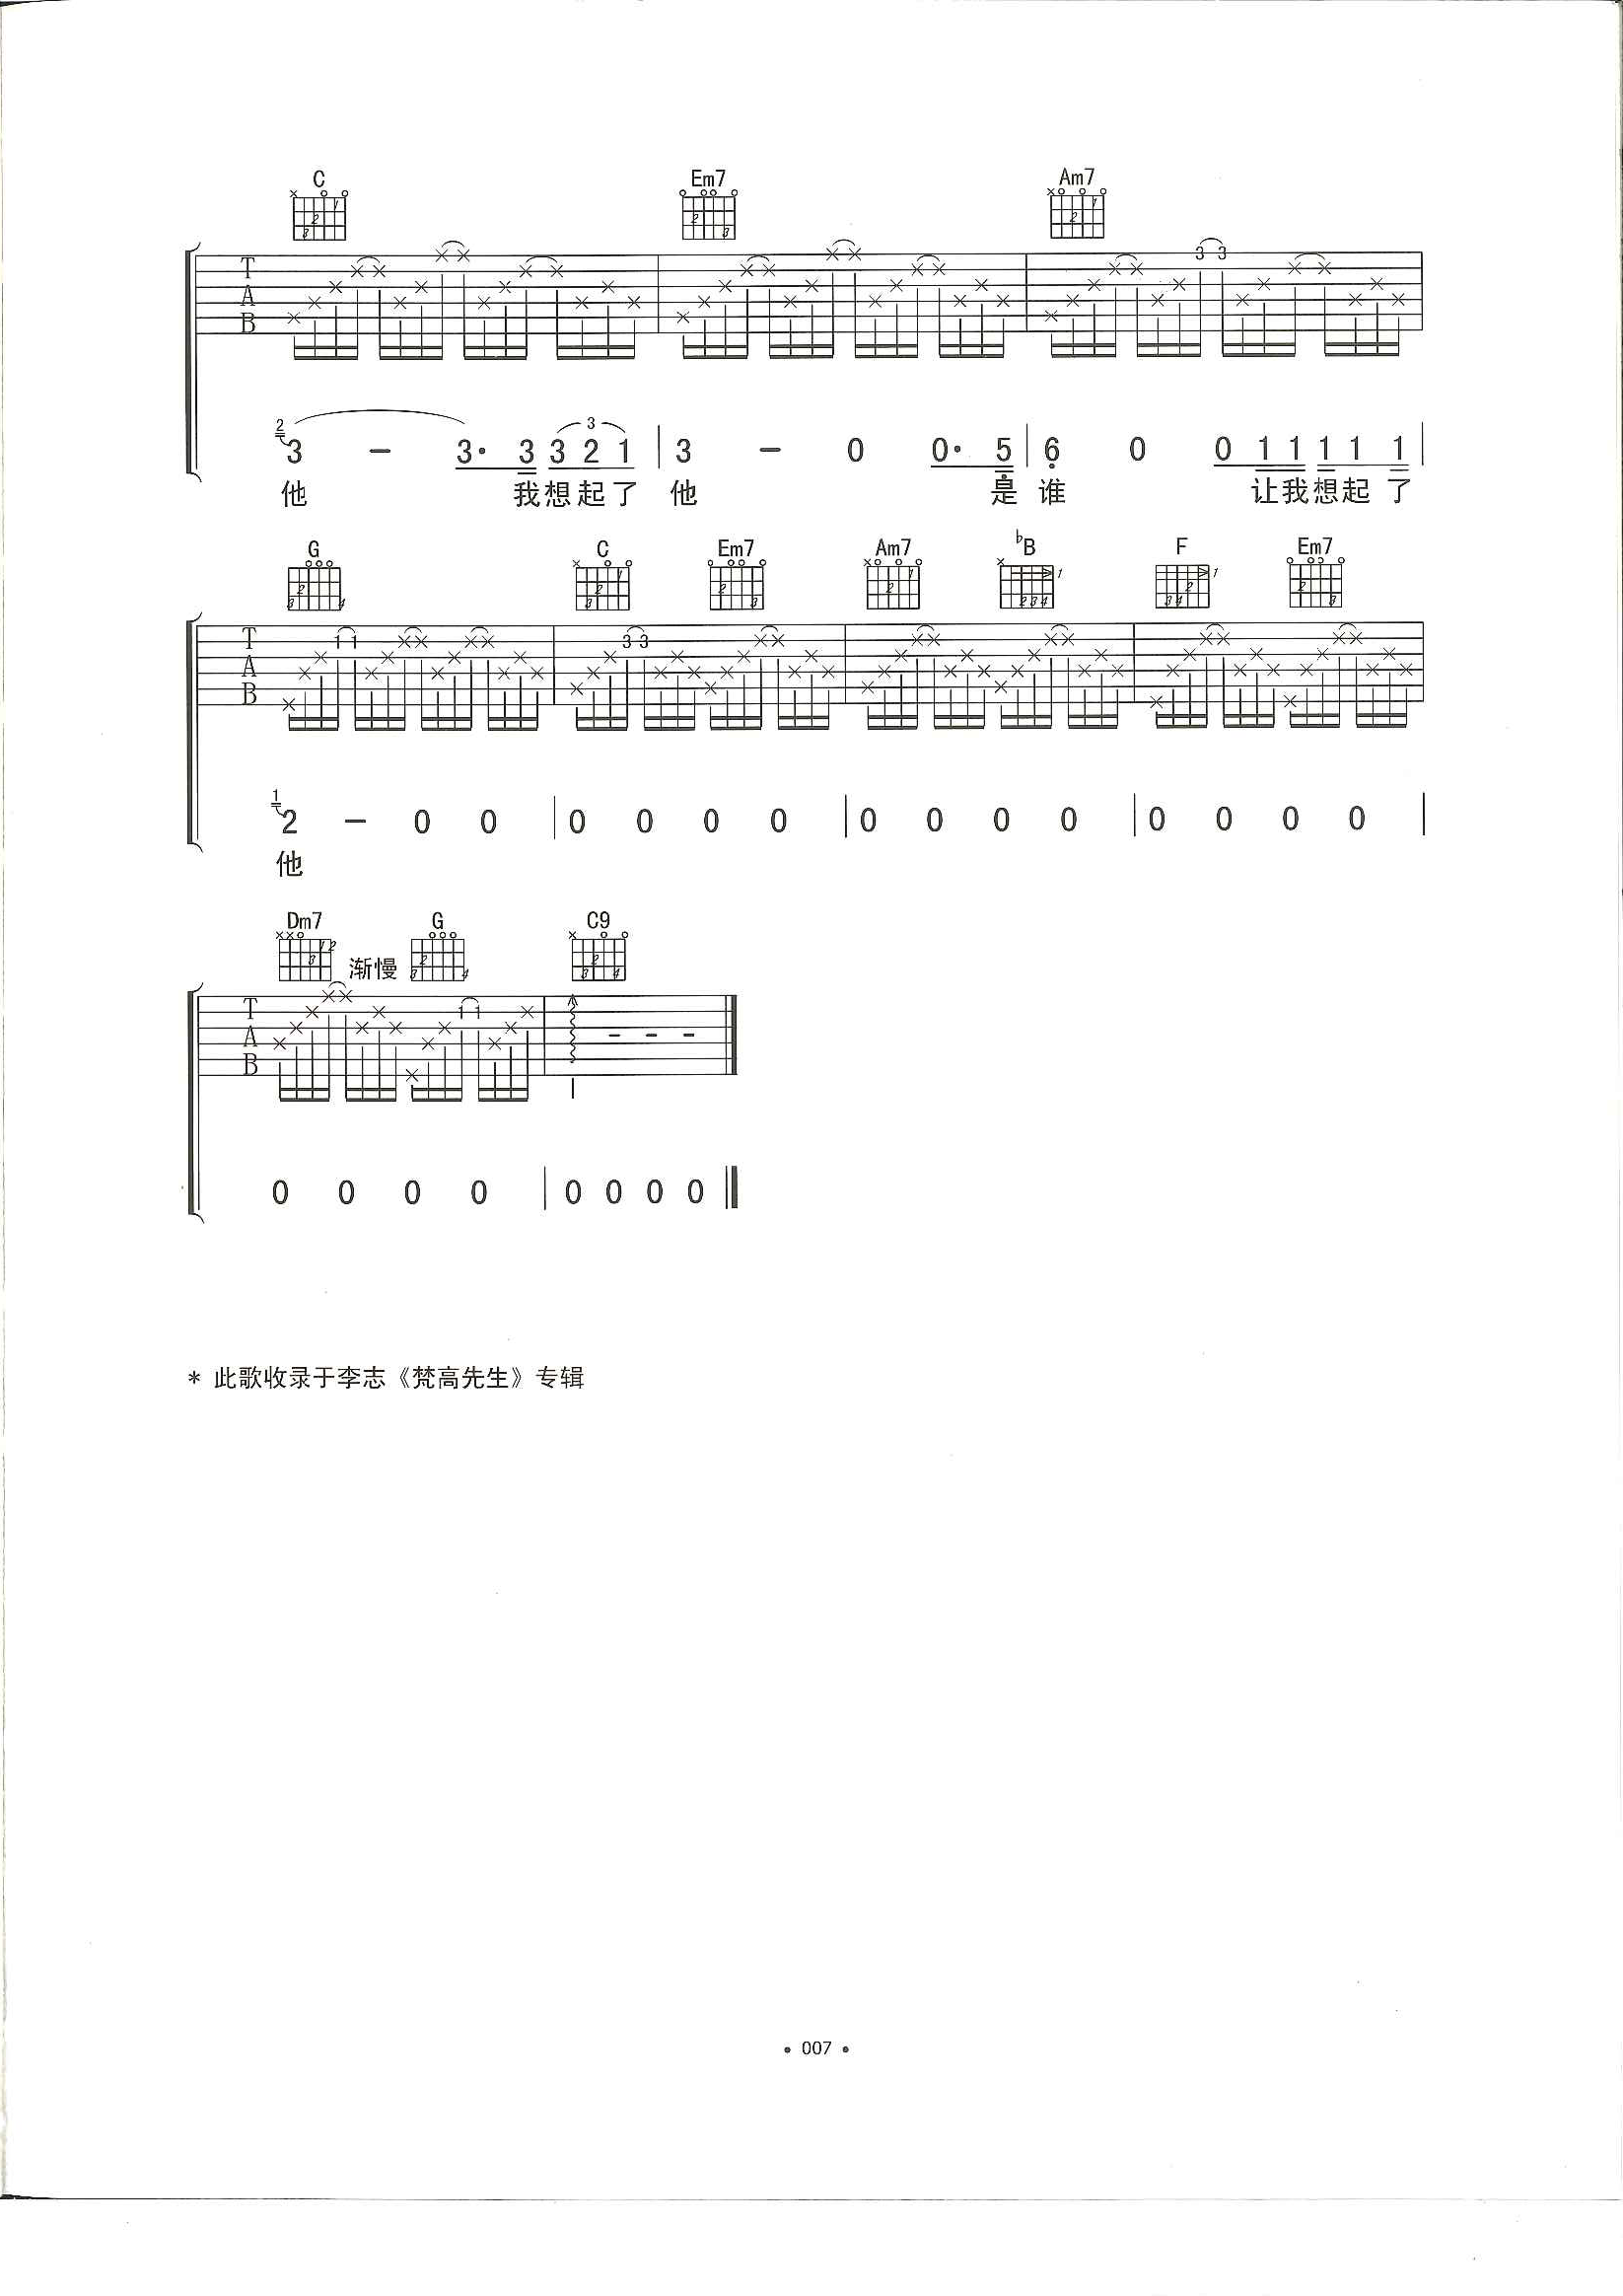 C Em7 Am7
T
A
B
2 3 - 3· 3 3 2 1 3 - 0 0· 5 6 0 0 1 1 1 1 1
3
他 我想起了 他 是 谁 让我想起 了
G C Em7 Am7 ♭B F Em7
T 1 1 3 3
A
B
1 2 - 0 0 0 0 0 0 0 0 0 0 0 0 0 0
他
Dm7 渐慢 G C9
T 1 1
A - - -
B
0 0 0 0 0 0 0 0
* 此歌收录于李志《梵高先生》专辑
• 007 •